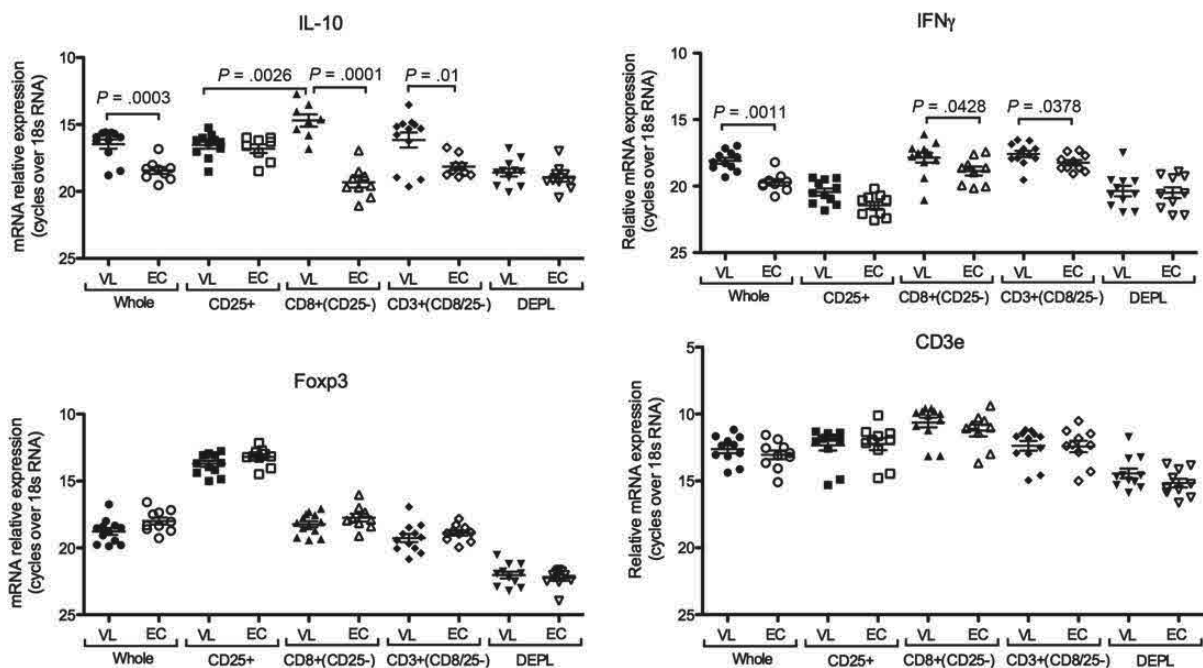 IL-10
mRNA relative expression
(cycles over 18s RNA)
10
15
20
25
P = .0003
P = .0026
P = .0001
P = .01
VL EC VL EC VL EC VL EC VL EC
Whole CD25+ CD8+(CD25-) CD3+(CD8/25-) DEPL
IFNγ
Relative mRNA expression
(cycles over 18s RNA)
10
15
20
25
P = .0011
P = .0428
P = .0378
VL EC VL EC VL EC VL EC VL EC
Whole CD25+ CD8+(CD25-) CD3+(CD8/25-) DEPL
Foxp3
mRNA relative expression
(cycles over 18s RNA)
10
15
20
25
VL EC VL EC VL EC VL EC VL EC
Whole CD25+ CD8+(CD25-) CD3+(CD8/25-) DEPL
CD3e
Relative mRNA expression
(cycles over 18s RNA)
5
10
15
20
25
VL EC VL EC VL EC VL EC VL EC
Whole CD25+ CD8+(CD25-) CD3+(CD8/25-) DEPL